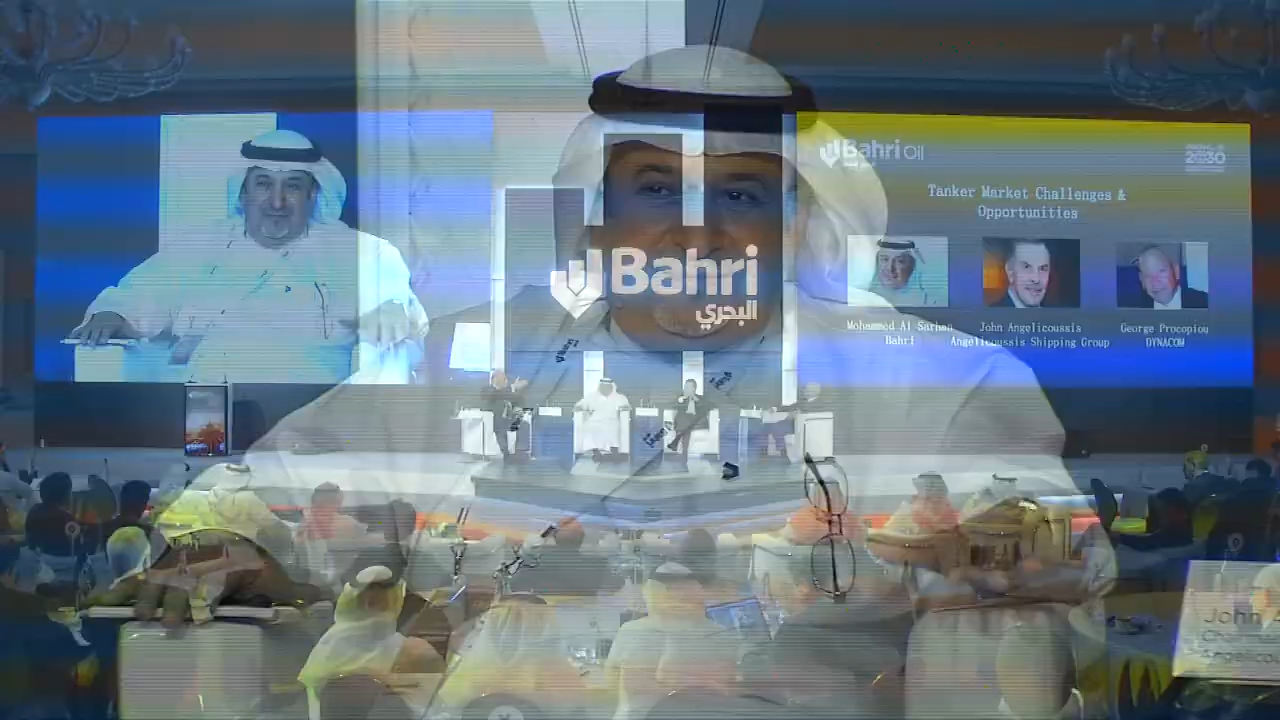 Bahri Oil
2030
Tanker Market Challenges &
Opportunities
Mohammed Al Sarhan
Bahri
John Angelicoussis
Angelicoussis Shipping Group
George Procopiou
DYNACOM
Bahri
البحري
John